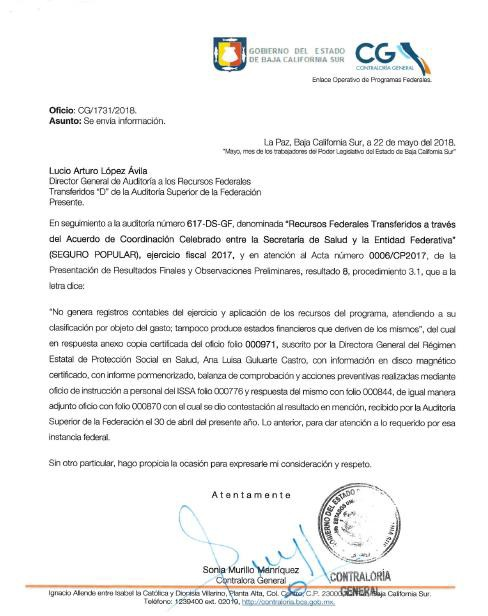 GOBIERNO DEL ESTADO
DE BAJA CALIFORNIA SUR
CG
CONTRALORÍA GENERAL
Enlace Operativo de Programas Federales.
Oficio: CG/1731/2018.
Asunto: Se envía información.
La Paz, Baja California Sur, a 22 de mayo del 2018.
"Mayo, mes de los trabajadores del Poder Legislativo del Estado de Baja California Sur"
Lucio Arturo López Ávila
Director General de Auditoría a los Recursos Federales
Transferidos "D" de la Auditoría Superior de la Federación
Presente.
En seguimiento a la auditoría número 617-DS-GF, denominada "Recursos Federales Transferidos a través
del Acuerdo de Coordinación Celebrado entre la Secretaría de Salud y la Entidad Federativa"
(SEGURO POPULAR), ejercicio fiscal 2017, y en atención al Acta número 0006/CP2017, de la
Presentación de Resultados Finales y Observaciones Preliminares, resultado 8, procedimiento 3.1, que a la
letra dice:
"No genera registros contables del ejercicio y aplicación de los recursos del programa, atendiendo a su
clasificación por objeto del gasto; tampoco produce estados financieros que deriven de los mismos", del cual
en respuesta anexo copia certificada del oficio folio 000971, suscrito por la Directora General del Régimen
Estatal de Protección Social en Salud, Ana Luisa Guluarte Castro, con información en disco magnético
certificado, con informe pormenorizado, balanza de comprobación y acciones preventivas realizadas mediante
oficio de instrucción a personal del ISSA folio 000776 y respuesta del mismo con folio 000844, de igual manera
adjunto oficio con folio 000870 con el cual se dio contestación al resultado en mención, recibido por la Auditoría
Superior de la Federación el 30 de abril del presente año. Lo anterior, para dar atención a lo requerido por esa
instancia federal.
Sin otro particular, hago propicia la ocasión para expresarle mi consideración y respeto.
Atentamente
GOBIERNO DEL ESTADO
Sonia Murillo Manríquez
Contralora General
CONTRALORÍA
GENERAL
Ignacio Allende entre Isabel la Católica y Dionisia Villarino, Planta Alta, Col. Centro, C.P. 23000, Baja California Sur.
Teléfono: 1239400 ext. 02019, http://contraloria.bcs.gob.mx.